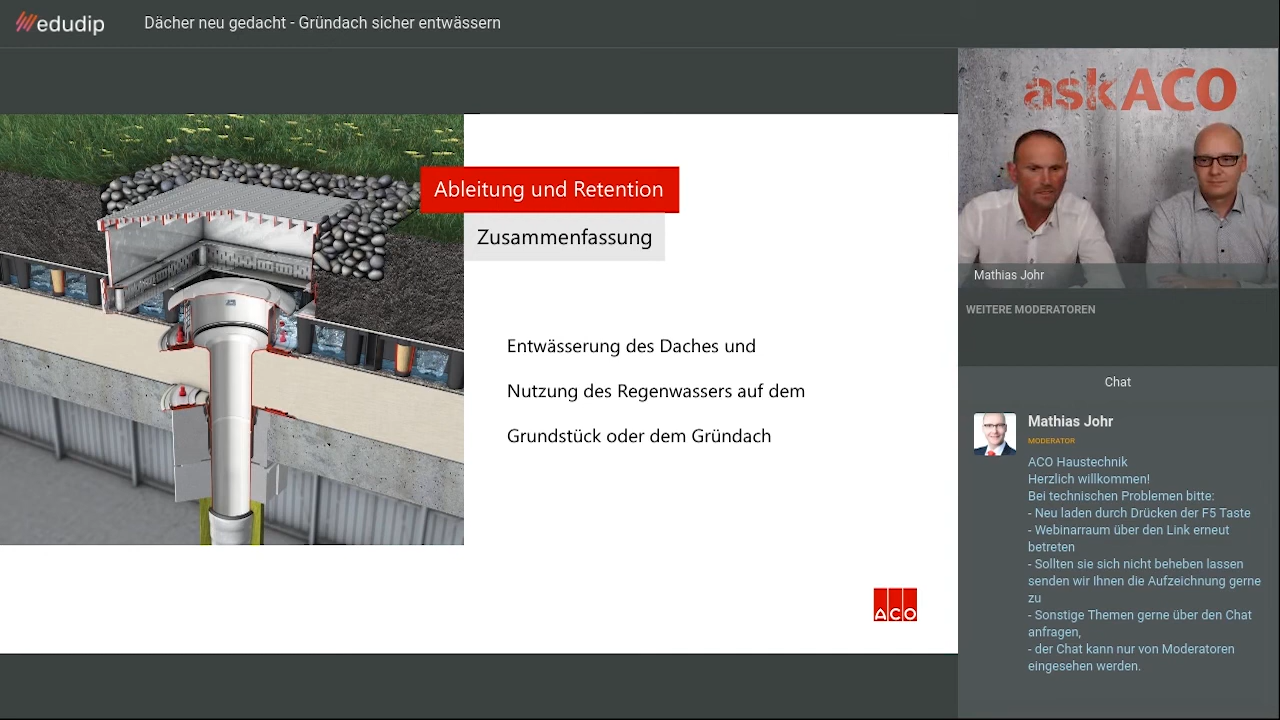 edudip
Dächer neu gedacht - Gründach sicher entwässern
Ableitung und Retention
Zusammenfassung
Entwässerung des Daches und
Nutzung des Regenwassers auf dem
Grundstück oder dem Gründach
ACO
askACO
Mathias Johr
WEITERE MODERATOREN
Chat
Mathias Johr
MODERATOR
ACO Haustechnik
Herzlich willkommen!
Bei technischen Problemen bitte:
- Neu laden durch Drücken der F5 Taste
- Webinarraum über den Link erneut
betreten
- Sollten sie sich nicht beheben lassen
senden wir Ihnen die Aufzeichnung gerne
zu
- Sonstige Themen gerne über den Chat
anfragen,
- der Chat kann nur von Moderatoren
eingesehen werden.